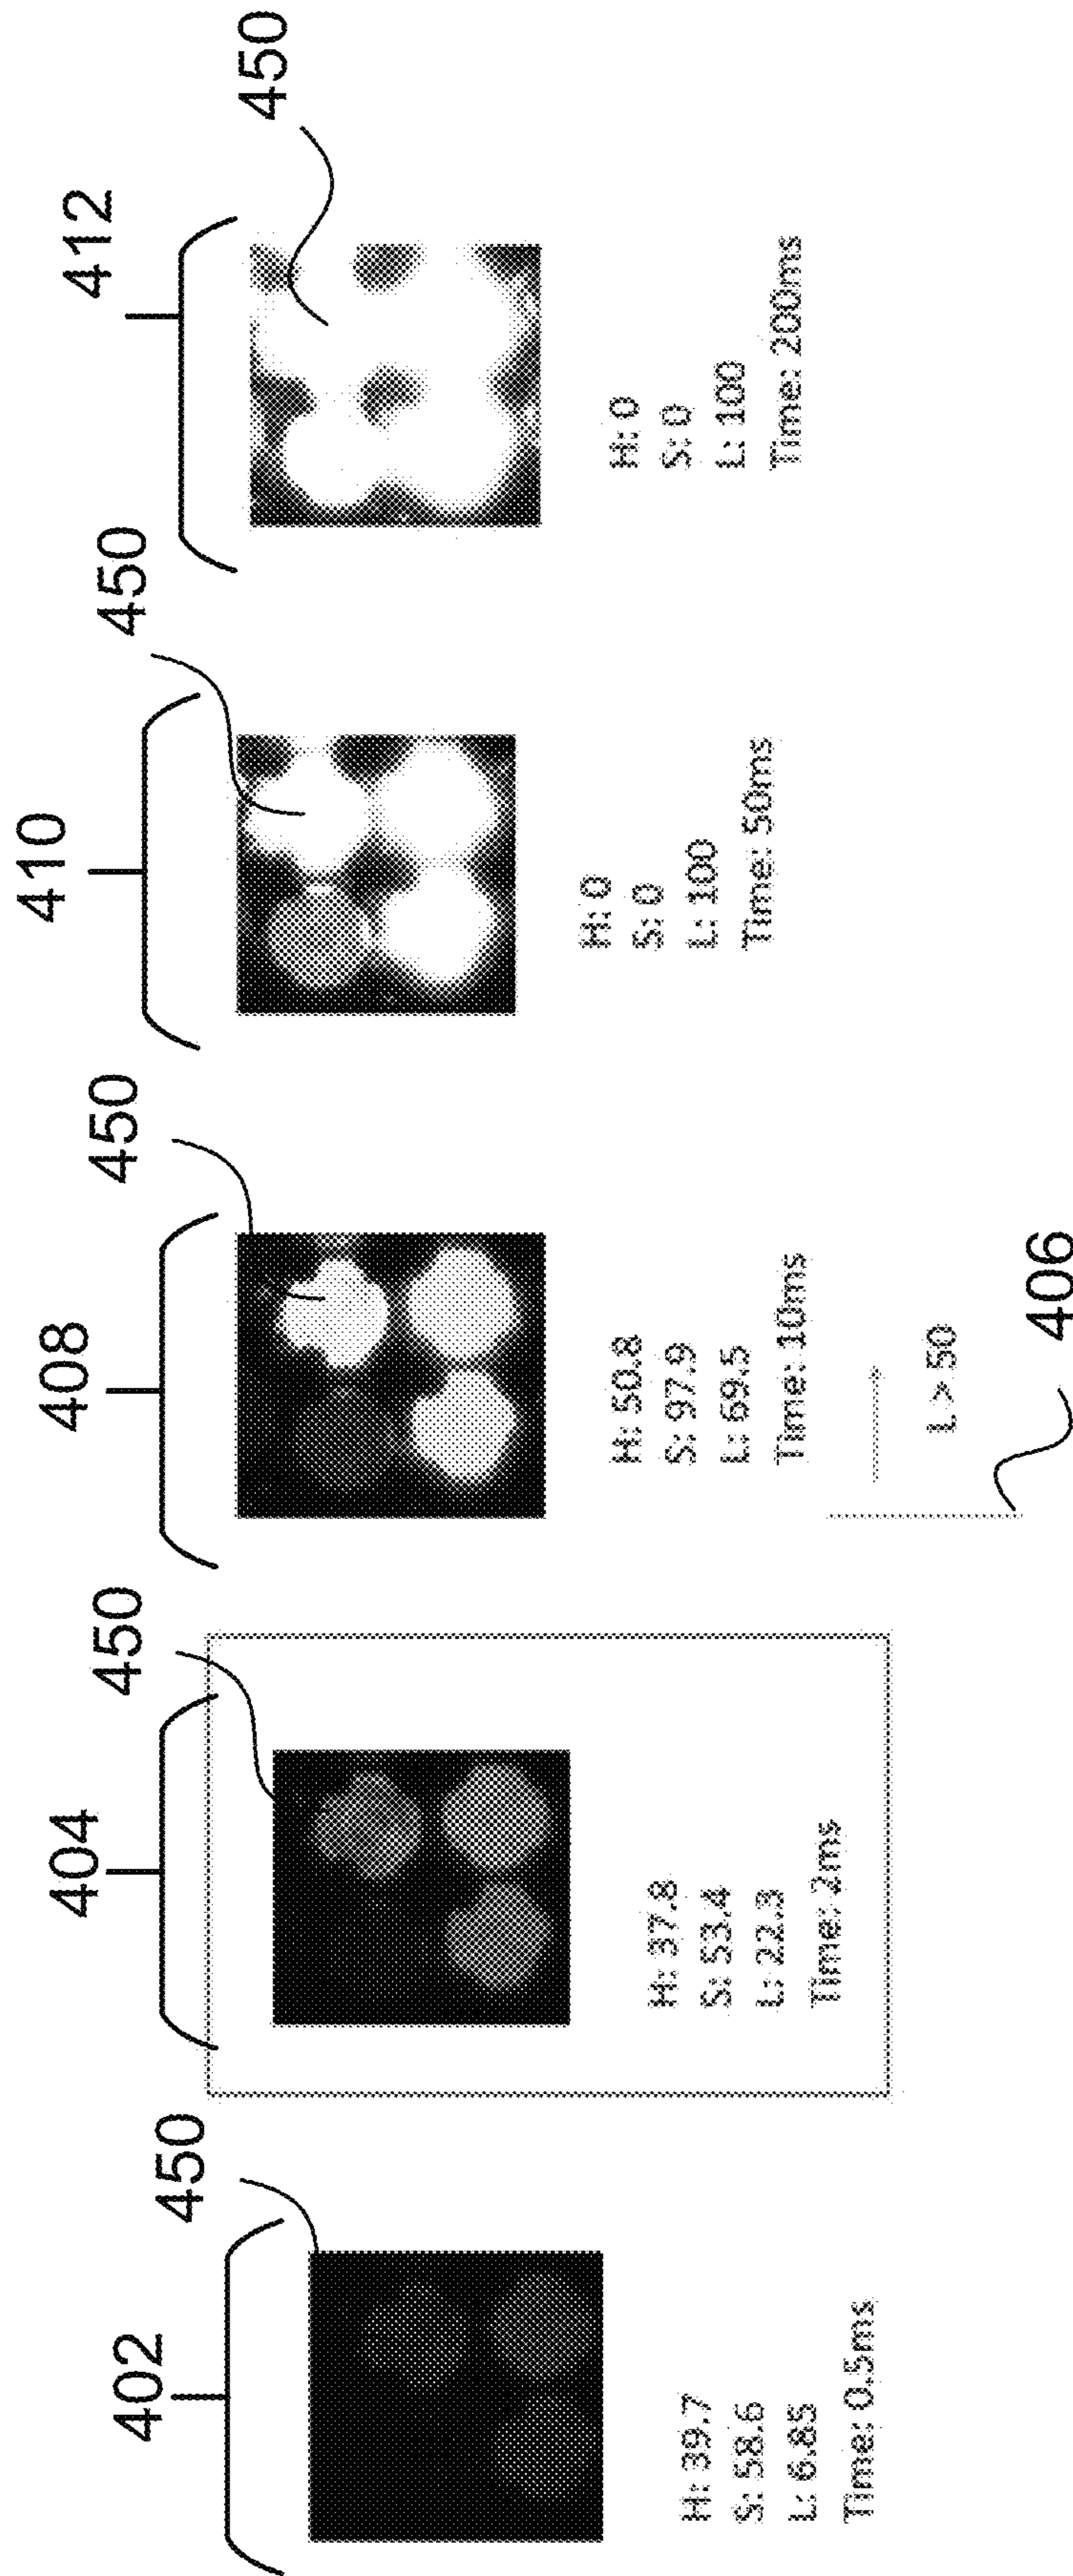 402
450
H: 39.7
S: 58.6
L: 6.85
Time: 0.5ms
404
450
H: 37.8
S: 53.4
L: 22.3
Time: 2ms
408
450
H: 50.8
S: 97.9
L: 69.5
Time: 10ms
L > 50
406
410
450
H: 0
S: 0
L: 100
Time: 50ms
412
450
H: 0
S: 0
L: 100
Time: 200ms